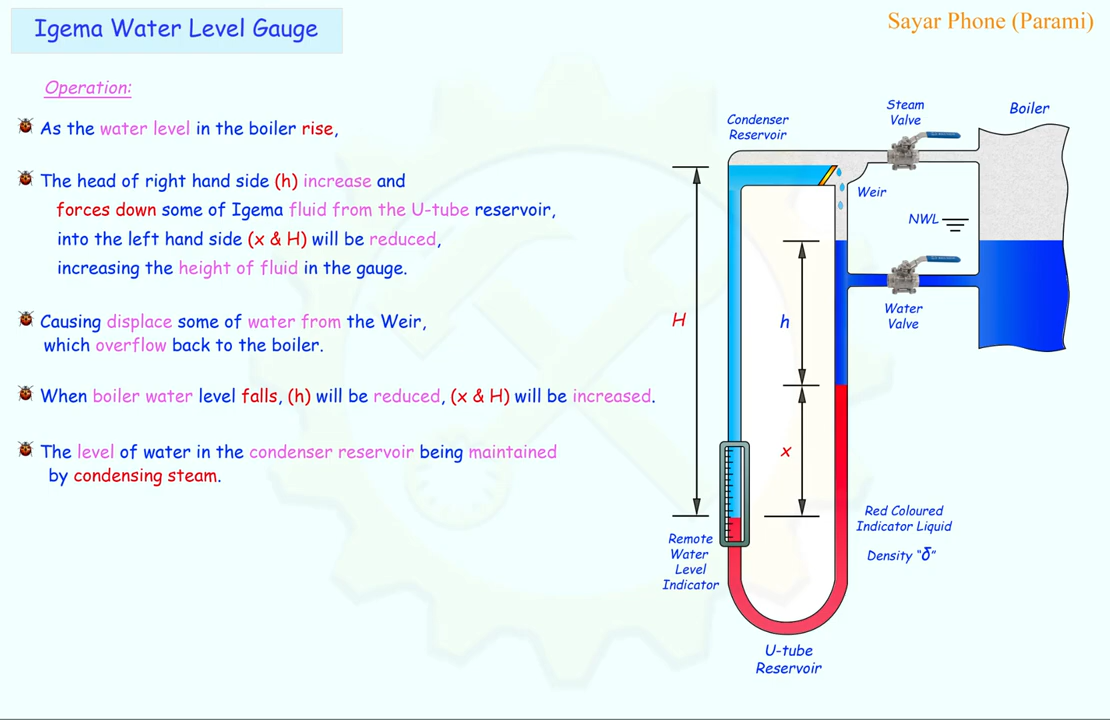 Igema Water Level Gauge
Sayar Phone (Parami)
Operation:
As the water level in the boiler rise,
The head of right hand side (h) increase and
forces down some of Igema fluid from the U-tube reservoir,
into the left hand side (x & H) will be reduced,
increasing the height of fluid in the gauge.
Causing displace some of water from the Weir,
which overflow back to the boiler.
When boiler water level falls, (h) will be reduced, (x & H) will be increased.
The level of water in the condenser reservoir being maintained
by condensing steam.
Condenser
Reservoir
Steam
Valve
Boiler
Weir
NWL
Water
Valve
H
h
x
Remote
Water
Level
Indicator
Red Coloured
Indicator Liquid
Density "δ"
U-tube
Reservoir